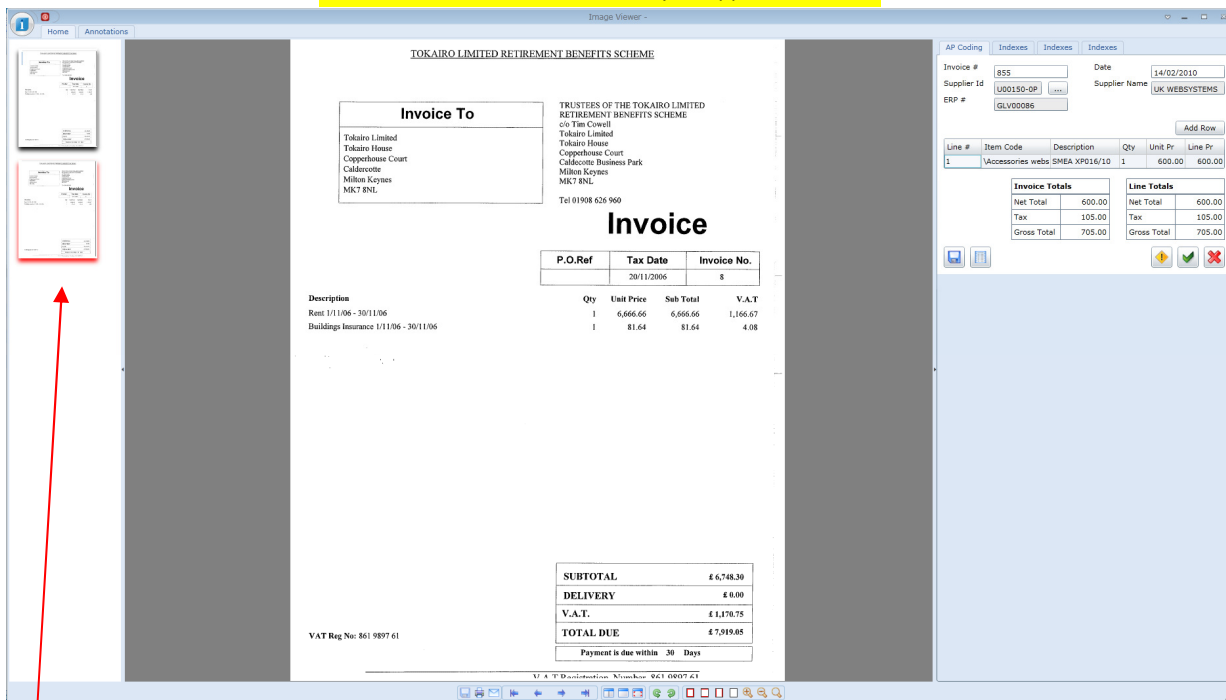 Image Viewer -
Home Annotations
TOKAIRO LIMITED RETIREMENT BENEFITS SCHEME
Invoice To
Tokairo Limited
Tokairo House
Copperhouse Court
Caldercotte
Milton Keynes
MK7 8NL
TRUSTEES OF THE TOKAIRO LIMITED
RETIREMENT BENEFITS SCHEME
c/o Tim Cowell
Tokairo Limited
Tokairo House
Copperhouse Court
Caldecotte Business Park
Milton Keynes
MK7 8NL
Tel 01908 626 960
Invoice
P.O.Ref Tax Date Invoice No.
20/11/2006 8
Description Qty Unit Price Sub Total V.A.T
Rent 1/11/06 - 30/11/06 1 6,666.66 6,666.66 1,166.67
Buildings Insurance 1/11/06 - 30/11/06 1 81.64 81.64 4.08
SUBTOTAL £ 6,748.30
DELIVERY £ 0.00
V.A.T. £ 1,170.75
TOTAL DUE £ 7,919.05
Payment is due within 30 Days
VAT Reg No: 861 9897 61
V.A.T Registration Number 861 9897 61
AP Coding Indexes Indexes Indexes
Invoice # 855 Date 14/02/2010
Supplier Id U00150-0P ... Supplier Name UK WEBSYSTEMS
ERP # GLV00086
Add Row
Line # Item Code Description Qty Unit Pr Line Pr
1 \Accessories webs SMEA XP016/10 1 600.00 600.00
Invoice Totals
Net Total 600.00
Tax 105.00
Gross Total 705.00
Line Totals
Net Total 600.00
Tax 105.00
Gross Total 705.00